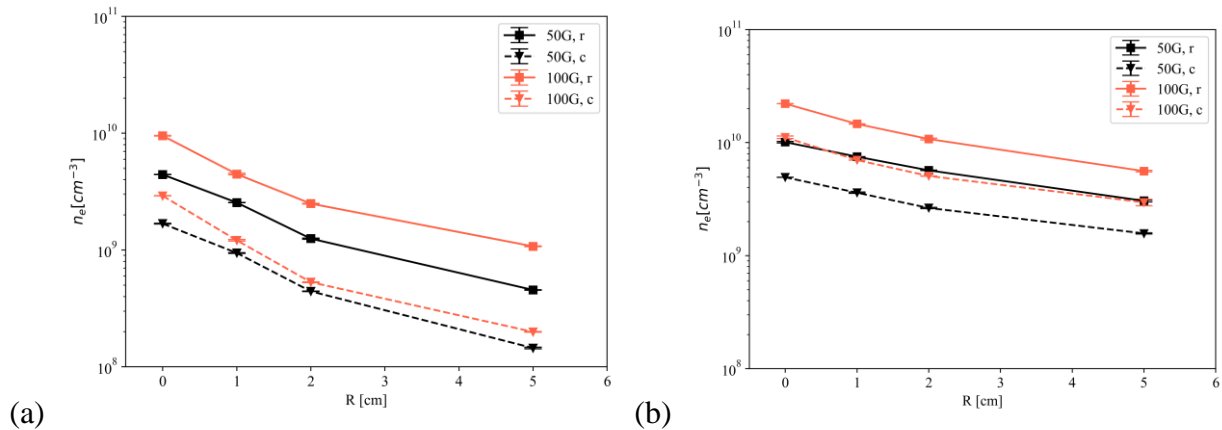 10^11
10^10
10^9
10^8
n_e[cm^−3]
50G, r
50G, c
100G, r
100G, c
0 1 2 3 4 5 6
R [cm]
(a)
10^11
10^10
10^9
10^8
n_e[cm^−3]
50G, r
50G, c
100G, r
100G, c
0 1 2 3 4 5 6
R [cm]
(b)